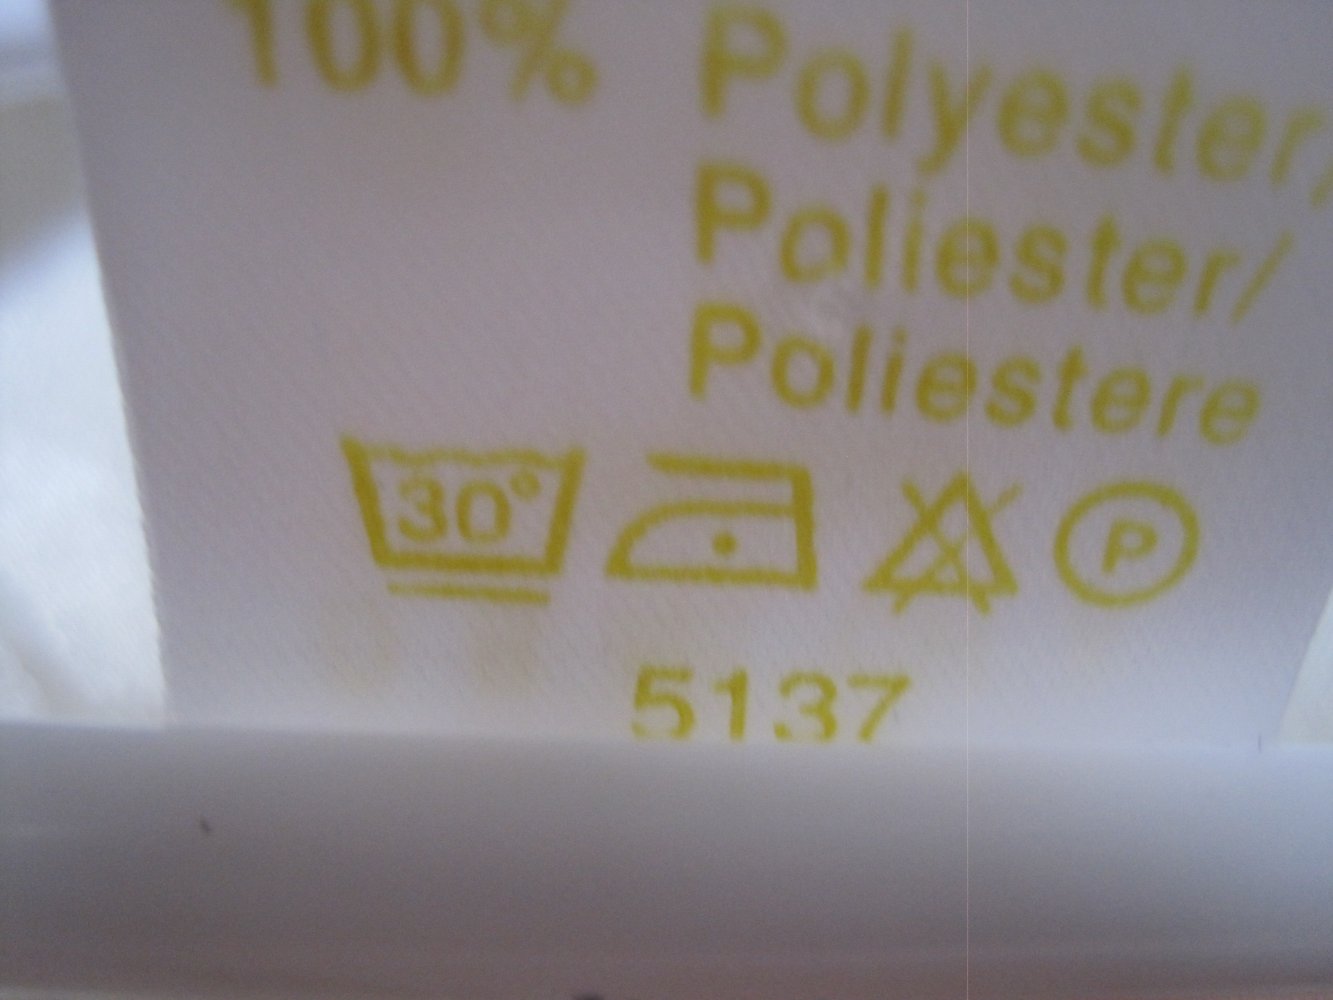 100% Polyester/
Poliester/
Poliestere
30° P
5137